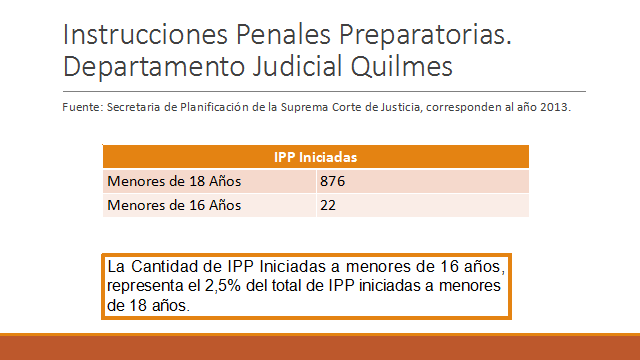 Instrucciones Penales Preparatorias.
Departamento Judicial Quilmes
Fuente: Secretaria de Planificación de la Suprema Corte de Justicia, corresponden al año 2013.
IPP Iniciadas
Menores de 18 Años 876
Menores de 16 Años 22
La Cantidad de IPP Iniciadas a menores de 16 años,
representa el 2,5% del total de IPP iniciadas a menores
de 18 años.